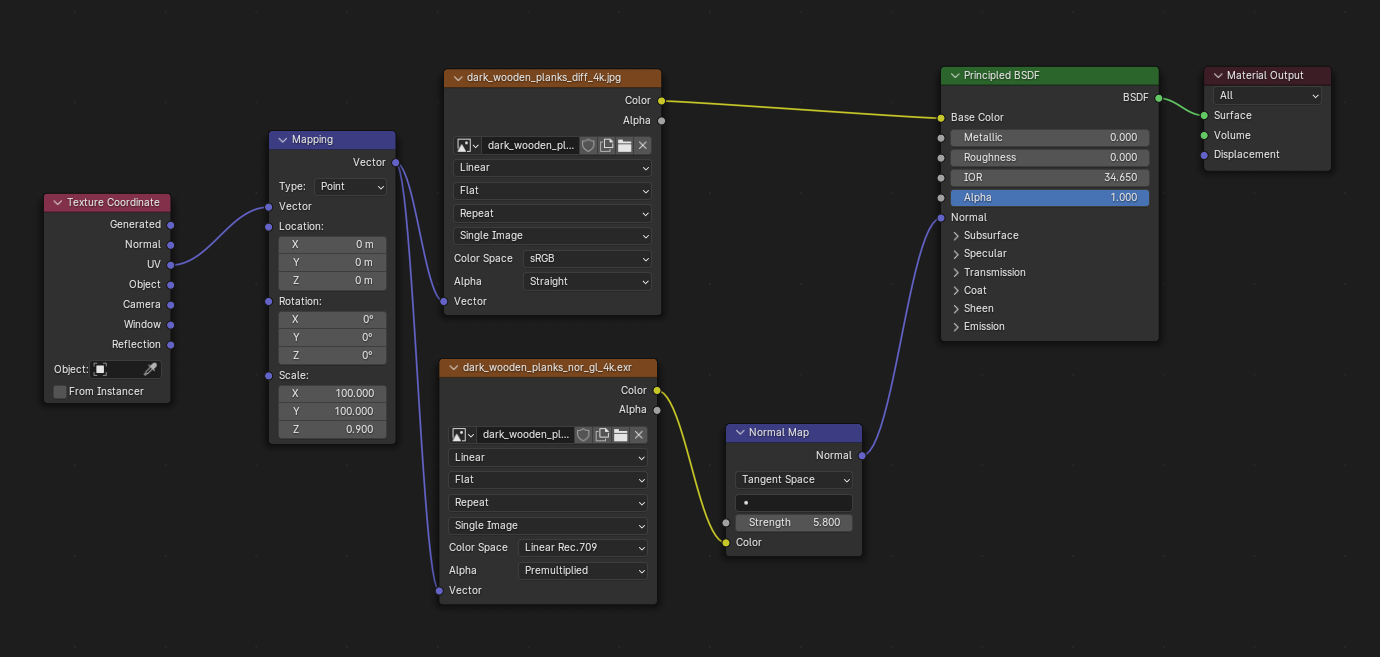 Texture Coordinate
Generated
Normal
UV
Object
Camera
Window
Reflection
Object:
From Instancer
Mapping
Vector
Type: Point
Vector
Location:
X 0 m
Y 0 m
Z 0 m
Rotation:
X 0°
Y 0°
Z 0°
Scale:
X 100.000
Y 100.000
Z 0.900
dark_wooden_planks_diff_4k.jpg
Color
Alpha
dark_wooden_pl...
Linear
Flat
Repeat
Single Image
Color Space sRGB
Alpha Straight
Vector
dark_wooden_planks_nor_gl_4k.exr
Color
Alpha
dark_wooden_pl...
Linear
Flat
Repeat
Single Image
Color Space Linear Rec.709
Alpha Premultiplied
Vector
Normal Map
Normal
Tangent Space
Strength 5.800
Color
Principled BSDF
BSDF
Base Color
Metallic 0.000
Roughness 0.000
IOR 34.650
Alpha 1.000
Normal
Subsurface
Specular
Transmission
Coat
Sheen
Emission
Material Output
All
Surface
Volume
Displacement